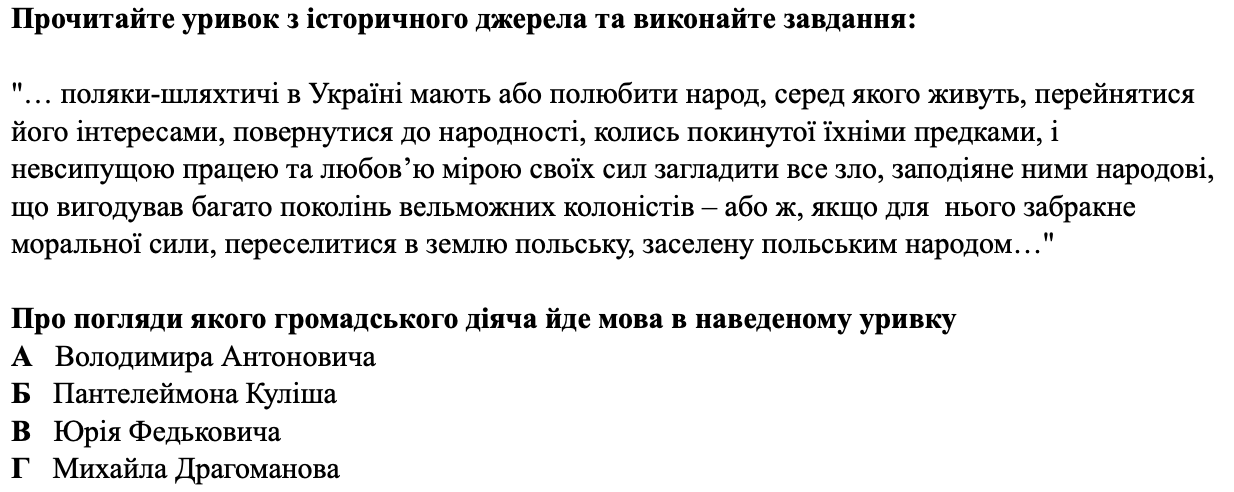 Прочитайте уривок з історичного джерела та виконайте завдання:
"… поляки-шляхтичі в Україні мають або полюбити народ, серед якого живуть, перейнятися
його інтересами, повернутися до народності, колись покинутої їхніми предками, і
невсипущою працею та любов’ю мірою своїх сил загладити все зло, заподіяне ними народові,
що вигодував багато поколінь вельможних колоністів – або ж, якщо для  нього забракне
моральної сили, переселитися в землю польську, заселену польським народом…"
Про погляди якого громадського діяча йде мова в наведеному уривку
А Володимира Антоновича
Б Пантелеймона Куліша
В Юрія Федьковича
Г Михайла Драгоманова